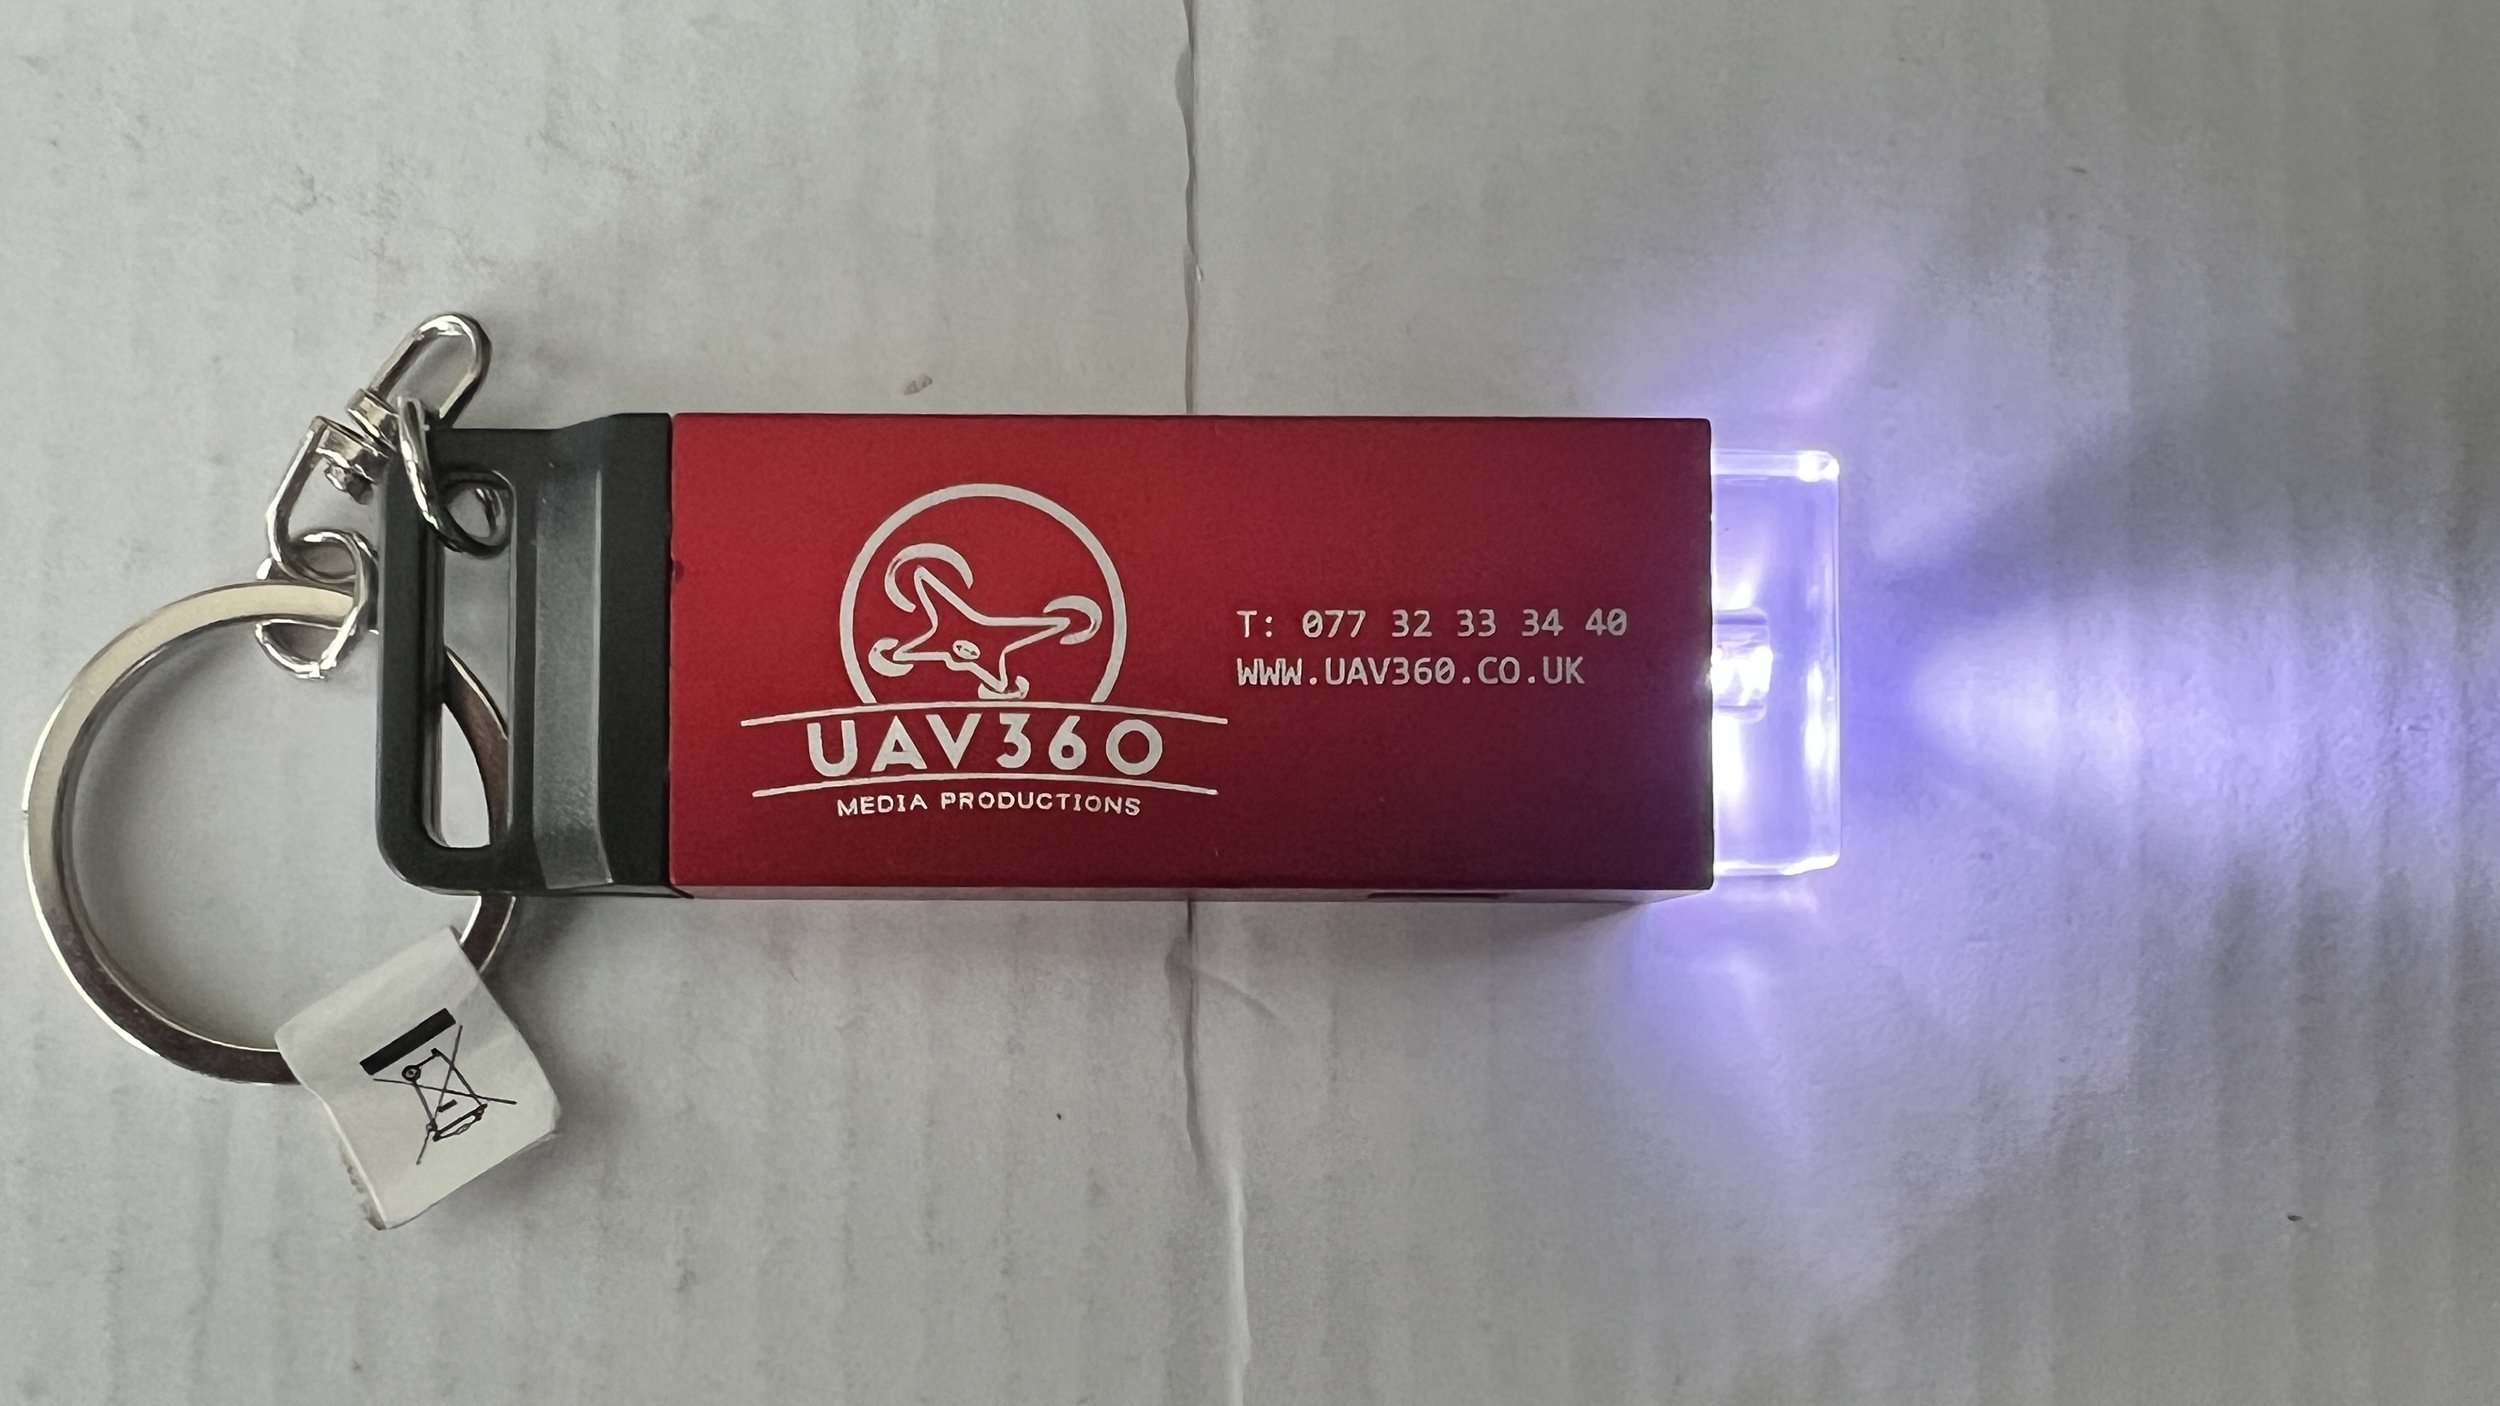 UAV360
MEDIA PRODUCTIONS
T: 077 32 33 34 40
WWW.UAV360.CO.UK